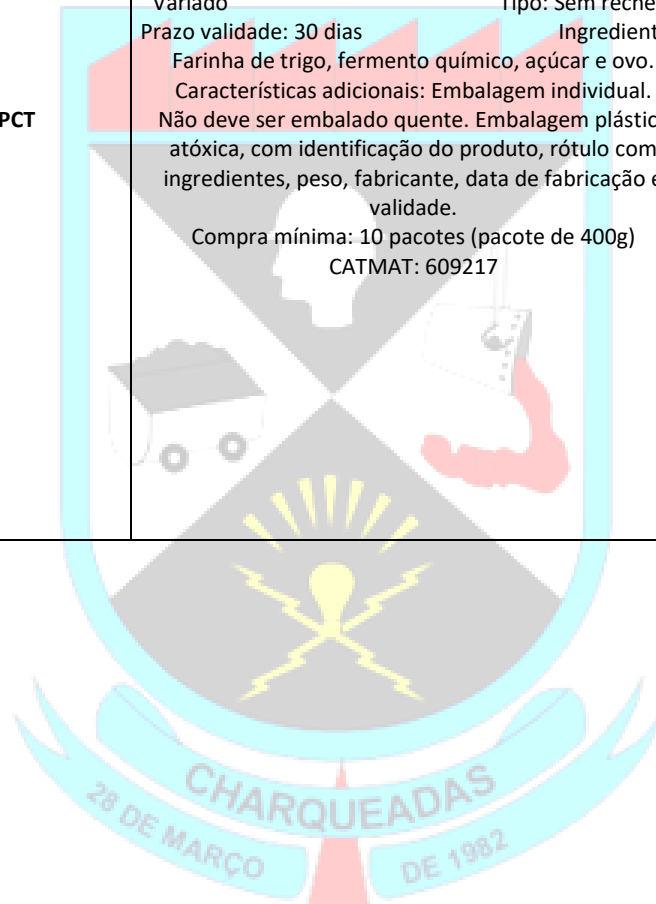 Variado Tipo: Sem reche
Prazo validade: 30 dias Ingredient
Farinha de trigo, fermento químico, açúcar e ovo.
Características adicionais: Embalagem individual.
PCT
Não deve ser embalado quente. Embalagem plástic
atóxica, com identificação do produto, rótulo com
ingredientes, peso, fabricante, data de fabricação e
validade.
Compra mínima: 10 pacotes (pacote de 400g)
CATMAT: 609217
CHARQUEADAS
28 DE MARÇO DE 1982